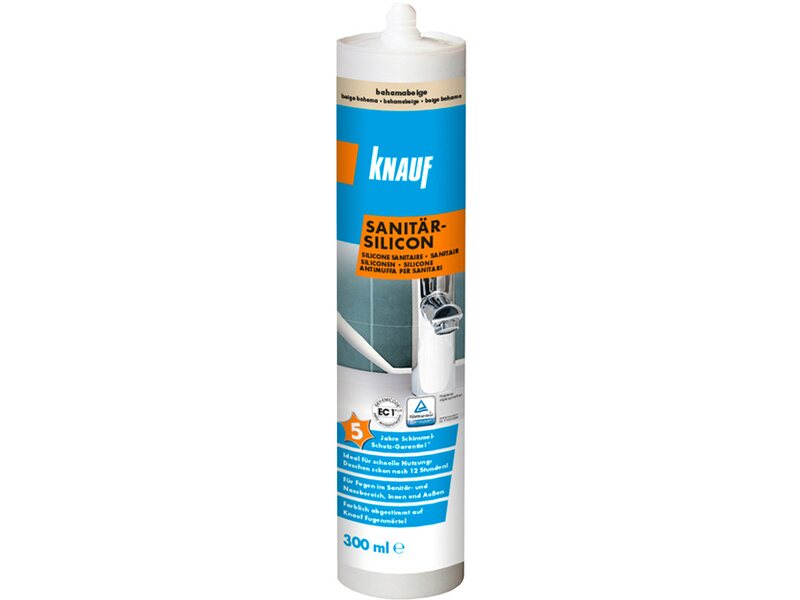 bahamabeige
beige bahama • bahamabeige • beige bahama
KNAUF
SANITÄR-
SILICON
SILICONE SANITAIRE • SANITAIR
SILICONEN • SILICONE
ANTIMUFFA PER SANITARI
EC 1
5
Jahre Schimmel-
Schutz-Garantie!*
Ideal für schnelle Nutzung:
Duschen schon nach 12 Stunden!
Für Fugen im Sanitär- und
Nassbereich, Innen und Außen
Farblich abgestimmt auf
Knauf Fugenmörtel
300 ml ℮